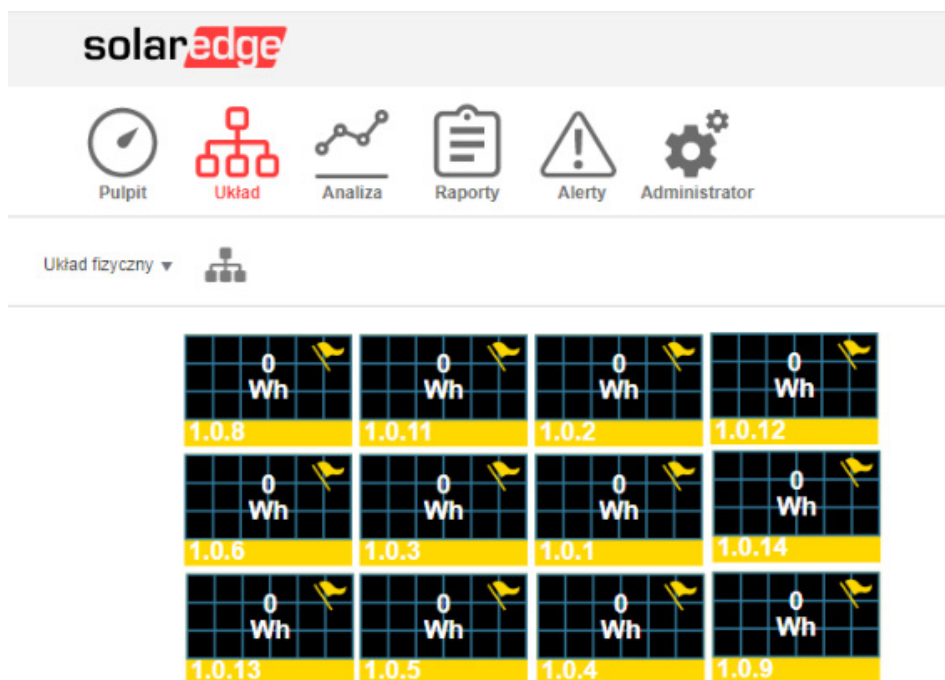 solaredge
Pulpit Układ Analiza Raporty Alerty Administrator
Układ fizyczny
0 0 0 0
Wh Wh Wh Wh
1.0.8 1.0.11 1.0.2 1.0.12
0 0 0 0
Wh Wh Wh Wh
1.0.6 1.0.3 1.0.1 1.0.14
0 0 0 0
Wh Wh Wh Wh
1.0.13 1.0.5 1.0.4 1.0.9